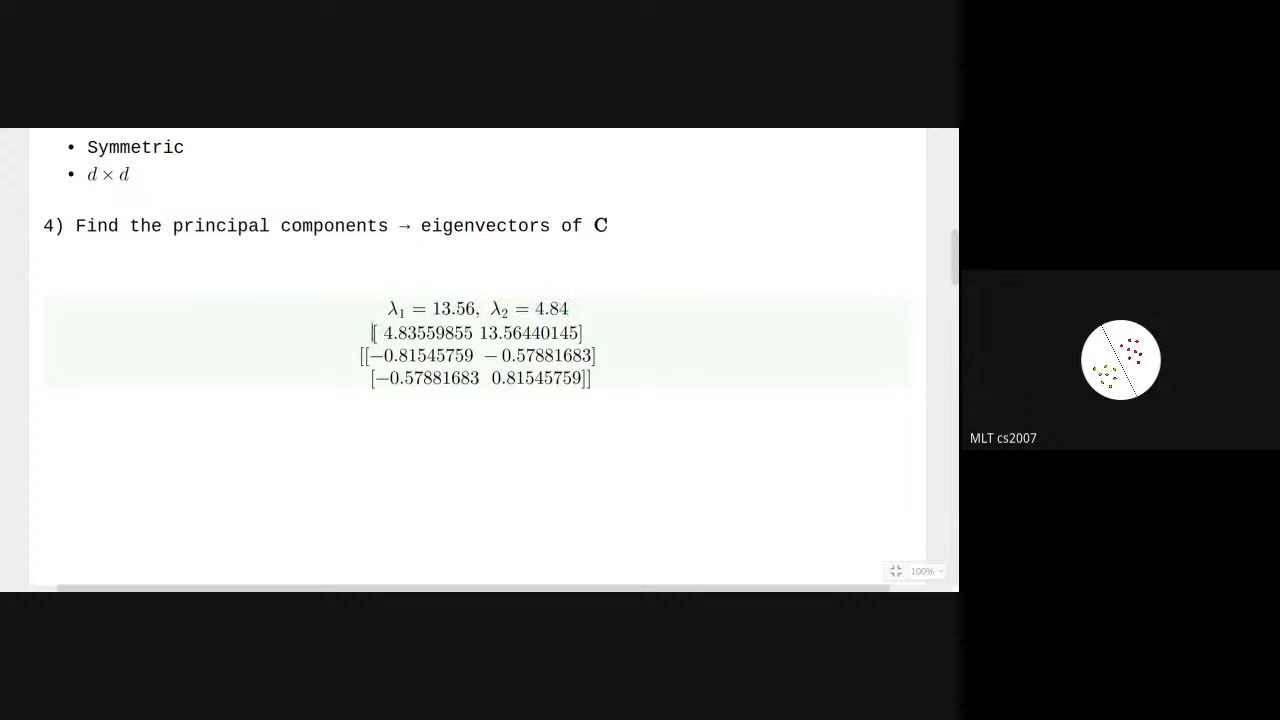 • Symmetric
• d × d
4) Find the principal components → eigenvectors of C
λ₁ = 13.56, λ₂ = 4.84
[ 4.83559855 13.56440145]
[[−0.81545759 − 0.57881683]
[−0.57881683 0.81545759]]
MLT cs2007
100%